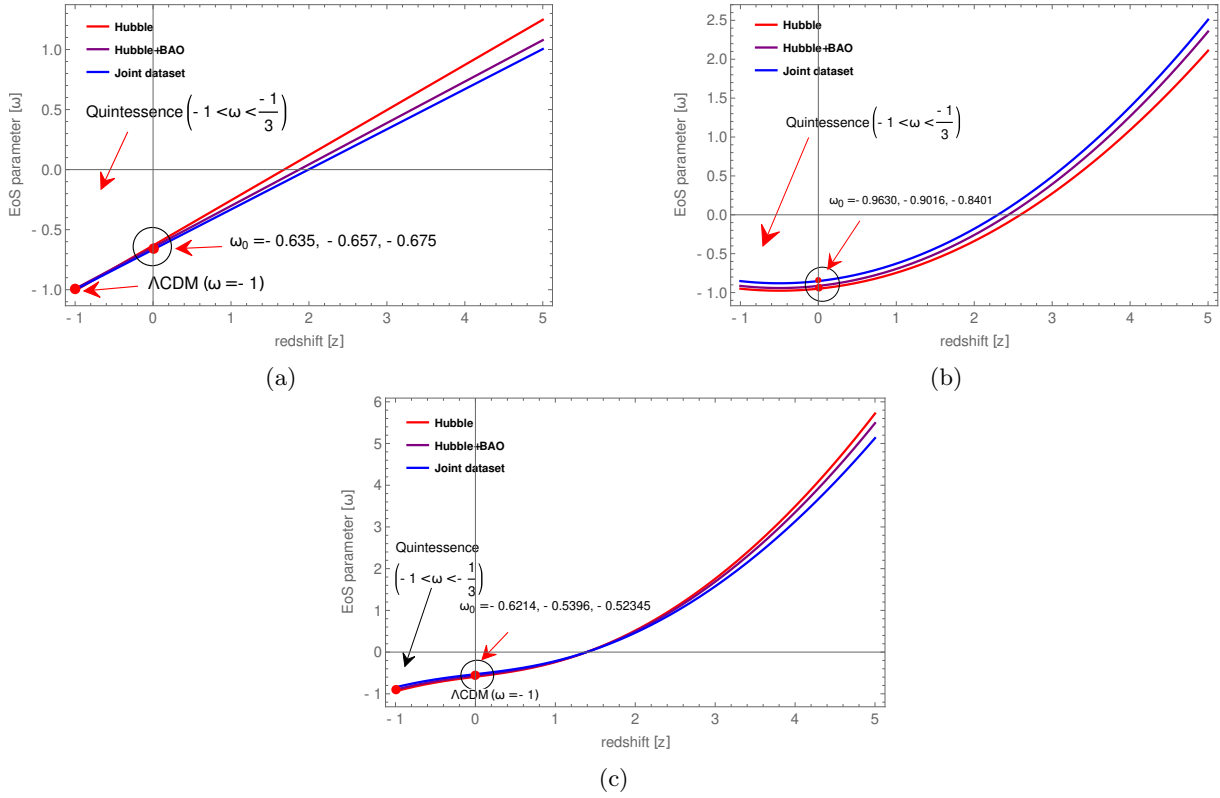 Hubble
Hubble+BAO
Joint dataset
Quintessence (- 1 < ω < -1/3)
ω0 = - 0.635, - 0.657, - 0.675
ΛCDM (ω = - 1)
EoS parameter [ω]
1.0
0.5
0.0
- 0.5
- 1.0
- 1 0 1 2 3 4 5
redshift [z]
(a)
Hubble
Hubble+BAO
Joint dataset
Quintessence (- 1 < ω < -1/3)
ω0 = - 0.9630, - 0.9016, - 0.8401
EoS parameter [ω]
2.5
2.0
1.5
1.0
0.5
0.0
- 0.5
- 1.0
- 1 0 1 2 3 4 5
redshift [z]
(b)
Hubble
Hubble+BAO
Joint dataset
Quintessence
(- 1 < ω < - 1/3)
ω0 = - 0.6214, - 0.5396, - 0.52345
ΛCDM (ω = - 1)
EoS parameter [ω]
6
5
4
3
2
1
0
- 1
- 1 0 1 2 3 4 5
redshift [z]
(c)